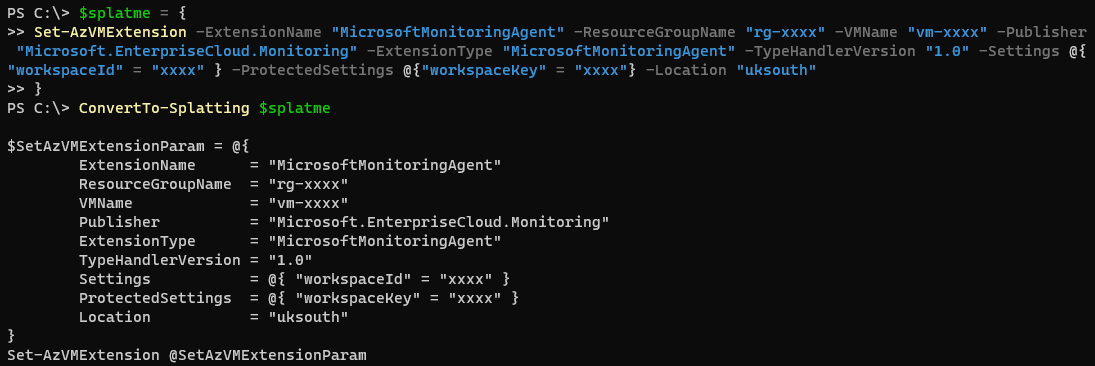 PS C:\> $splatme = {
>> Set-AzVMExtension -ExtensionName "MicrosoftMonitoringAgent" -ResourceGroupName "rg-xxxx" -VMName "vm-xxxx" -Publisher
 "Microsoft.EnterpriseCloud.Monitoring" -ExtensionType "MicrosoftMonitoringAgent" -TypeHandlerVersion "1.0" -Settings @{
"workspaceId" = "xxxx" } -ProtectedSettings @{"workspaceKey" = "xxxx"} -Location "uksouth"
>> }
PS C:\> ConvertTo-Splatting $splatme

$SetAzVMExtensionParam = @{
        ExtensionName      = "MicrosoftMonitoringAgent"
        ResourceGroupName  = "rg-xxxx"
        VMName             = "vm-xxxx"
        Publisher          = "Microsoft.EnterpriseCloud.Monitoring"
        ExtensionType      = "MicrosoftMonitoringAgent"
        TypeHandlerVersion = "1.0"
        Settings           = @{ "workspaceId" = "xxxx" }
        ProtectedSettings  = @{ "workspaceKey" = "xxxx" }
        Location           = "uksouth"
}
Set-AzVMExtension @SetAzVMExtensionParam